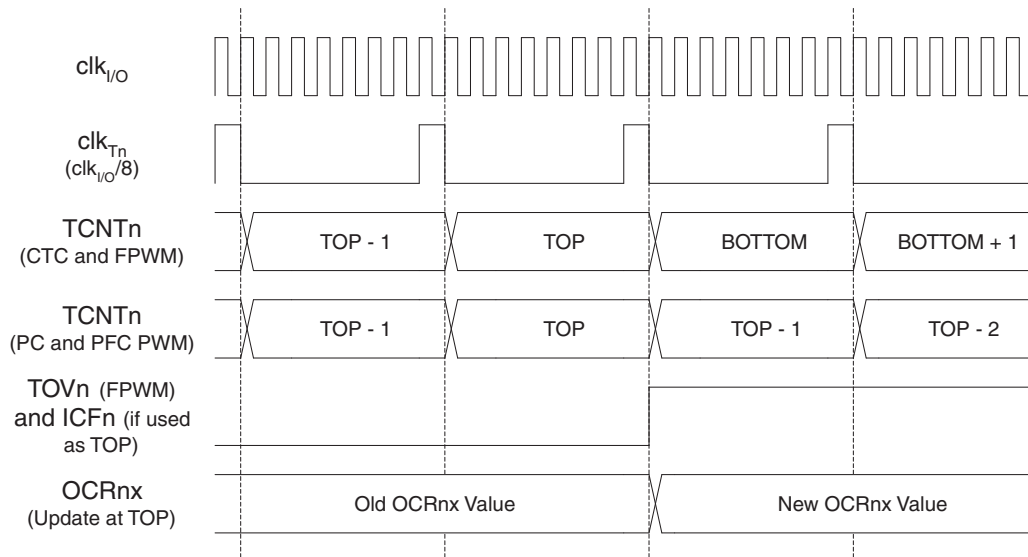 clkI/O
clkTn
(clkI/O/8)
TCNTn
(CTC and FPWM)
TOP - 1 TOP BOTTOM BOTTOM + 1
TCNTn
(PC and PFC PWM)
TOP - 1 TOP TOP - 1 TOP - 2
TOVn (FPWM)
and ICFn (if used
as TOP)
OCRnx
(Update at TOP)
Old OCRnx Value New OCRnx Value